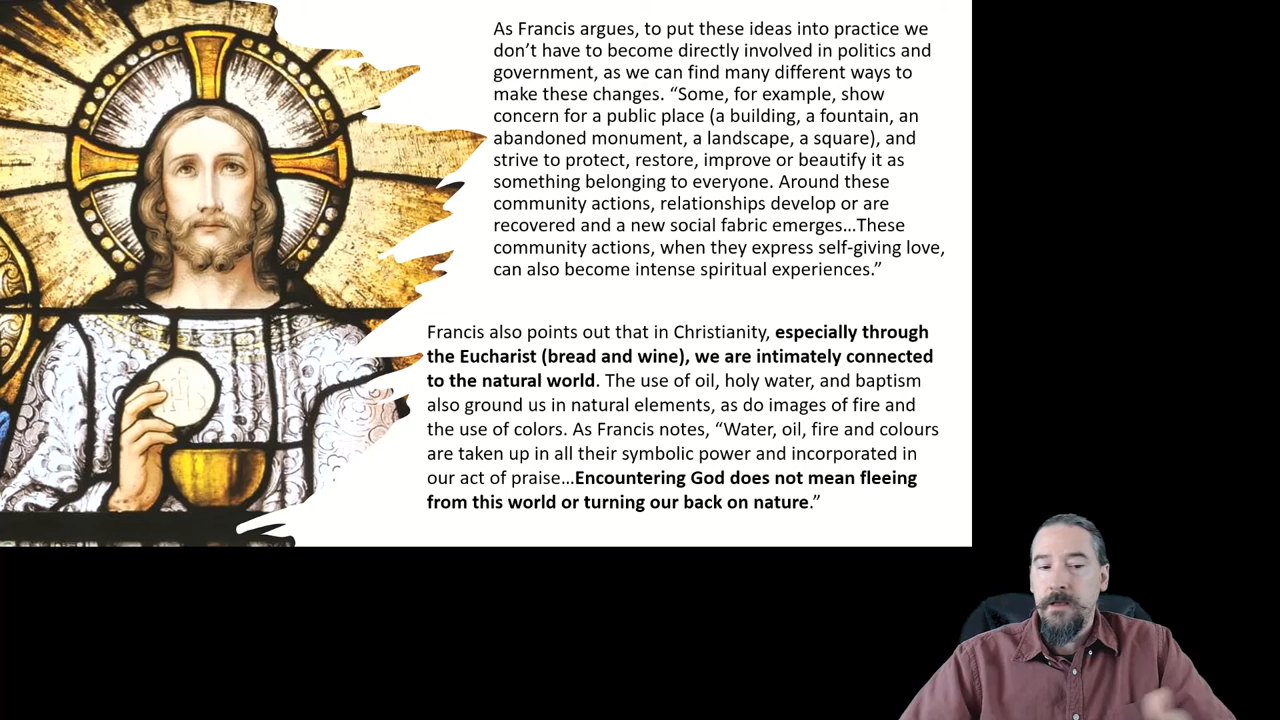 As Francis argues, to put these ideas into practice we
don’t have to become directly involved in politics and
government, as we can find many different ways to
make these changes. “Some, for example, show
concern for a public place (a building, a fountain, an
abandoned monument, a landscape, a square), and
strive to protect, restore, improve or beautify it as
something belonging to everyone. Around these
community actions, relationships develop or are
recovered and a new social fabric emerges…These
community actions, when they express self-giving love,
can also become intense spiritual experiences.”
Francis also points out that in Christianity, especially through
the Eucharist (bread and wine), we are intimately connected
to the natural world. The use of oil, holy water, and baptism
also ground us in natural elements, as do images of fire and
the use of colors. As Francis notes, “Water, oil, fire and colours
are taken up in all their symbolic power and incorporated in
our act of praise…Encountering God does not mean fleeing
from this world or turning our back on nature.”